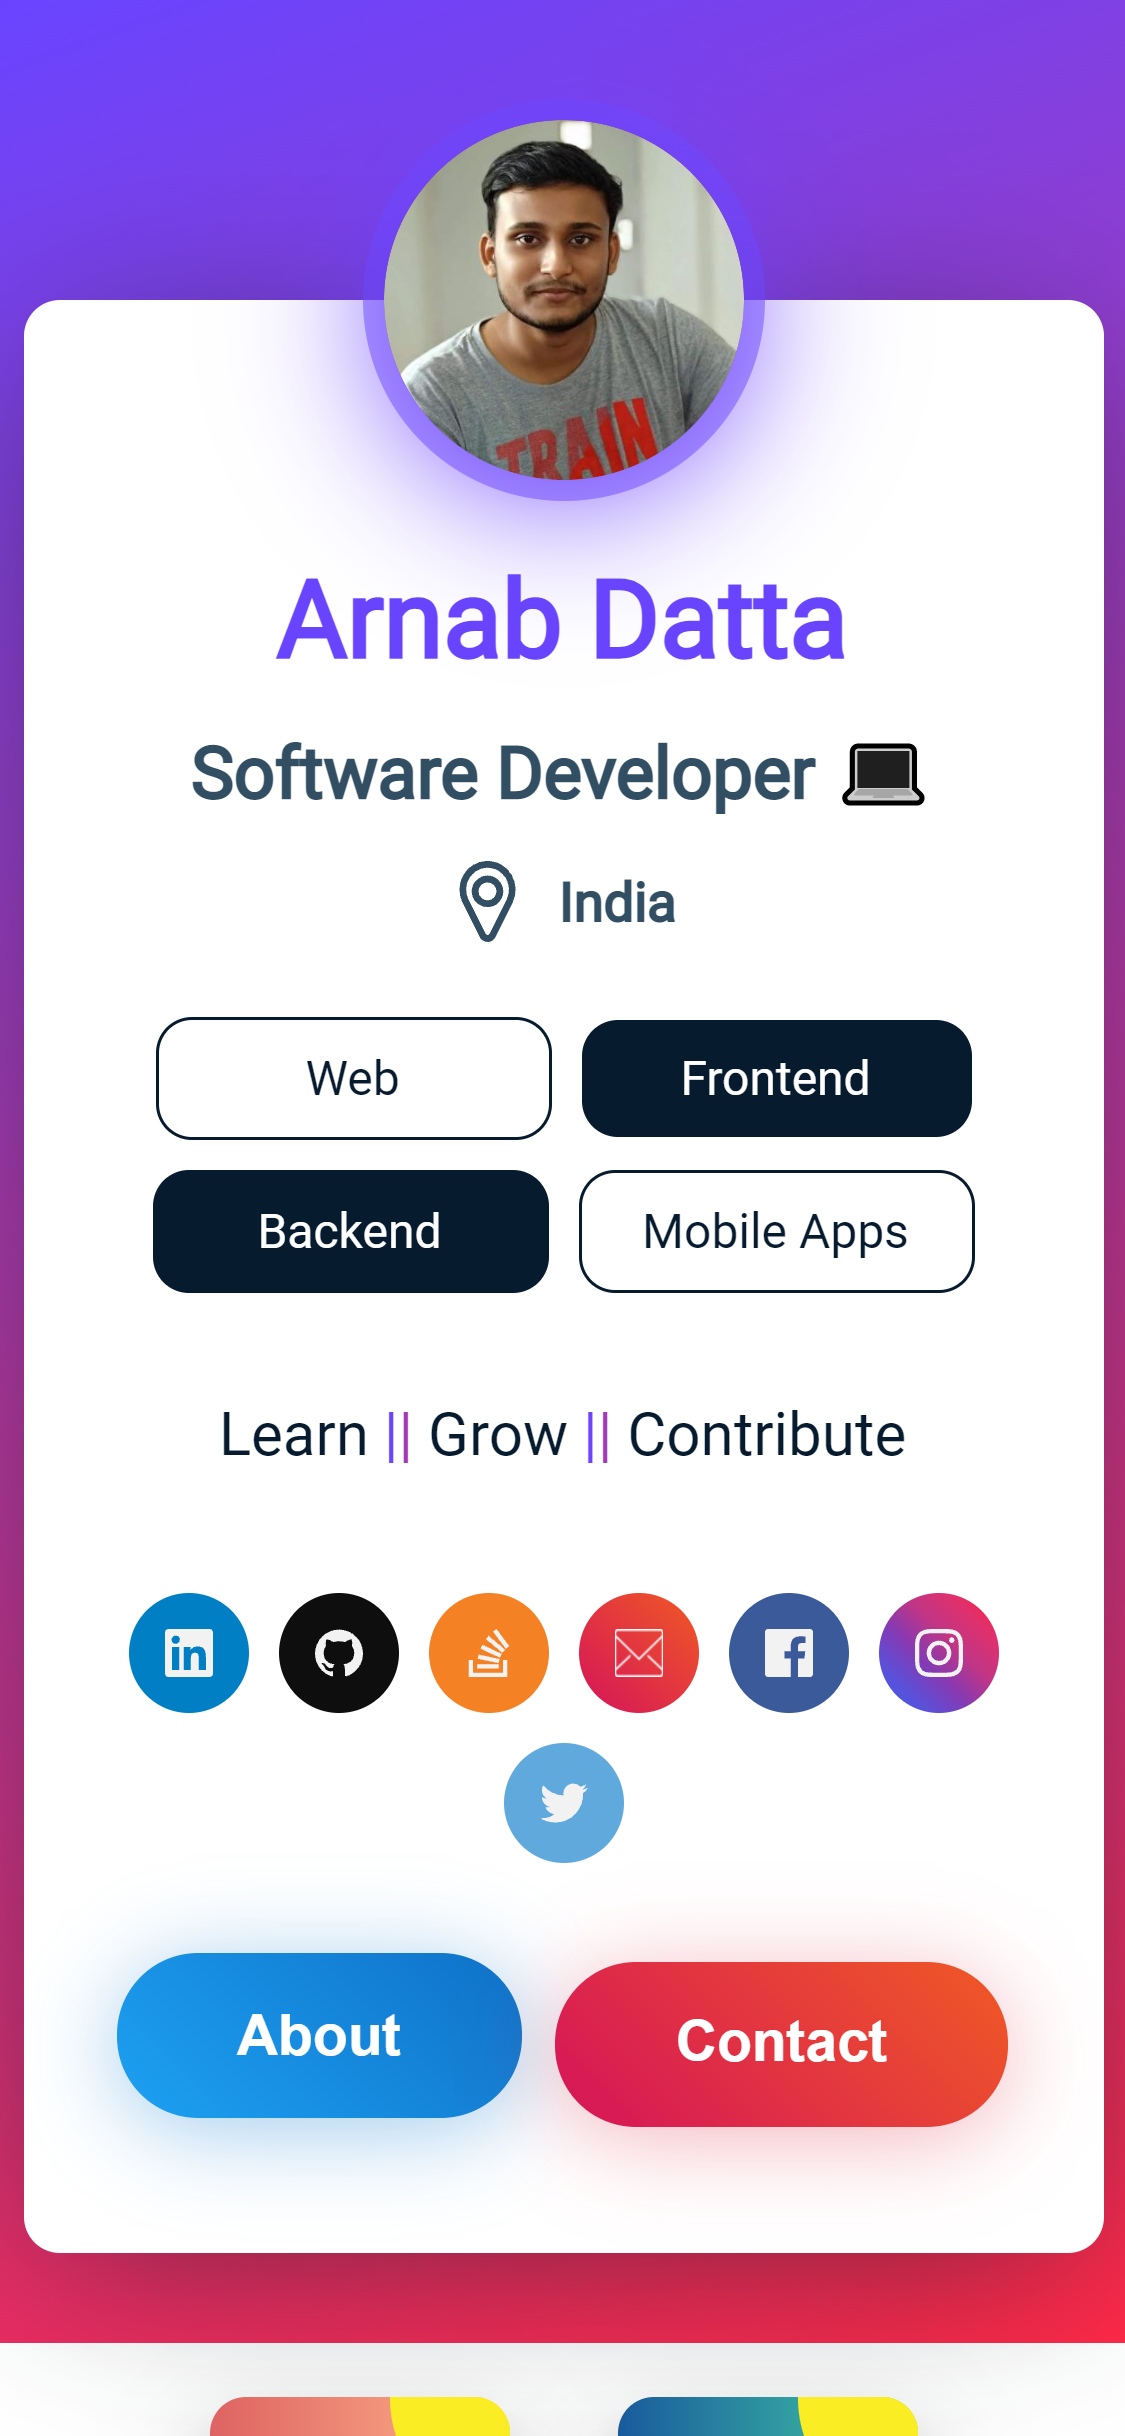 TRAIN
Arnab Datta
Software Developer 💻
India
Web
Frontend
Backend
Mobile Apps
Learn || Grow || Contribute
in
About
Contact